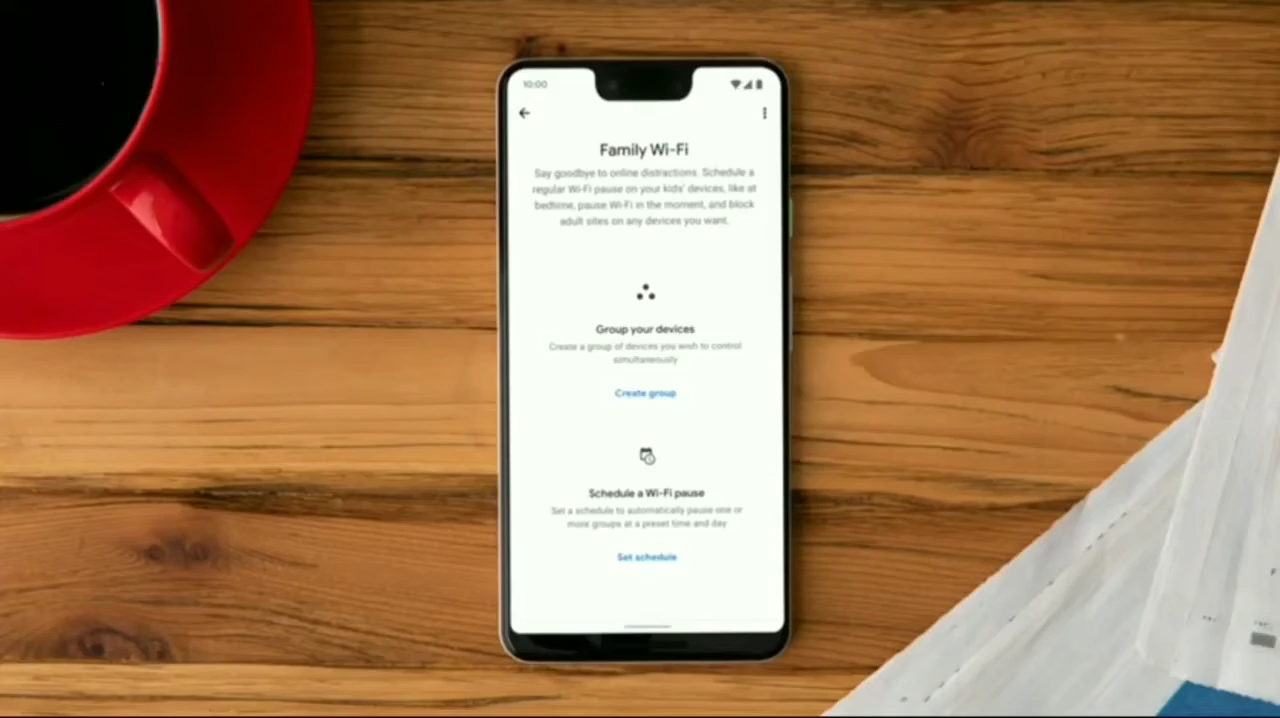 10:00
Family Wi-Fi
Say goodbye to online distractions. Schedule a
regular Wi-Fi pause on your kids' devices, like at
bedtime, pause Wi-Fi in the moment, and block
adult sites on any devices you want.
Group your devices
Create a group of devices you wish to control
simultaneously
Create group
Schedule a Wi-Fi pause
Set a schedule to automatically pause one or
more groups at a preset time and day
Set schedule